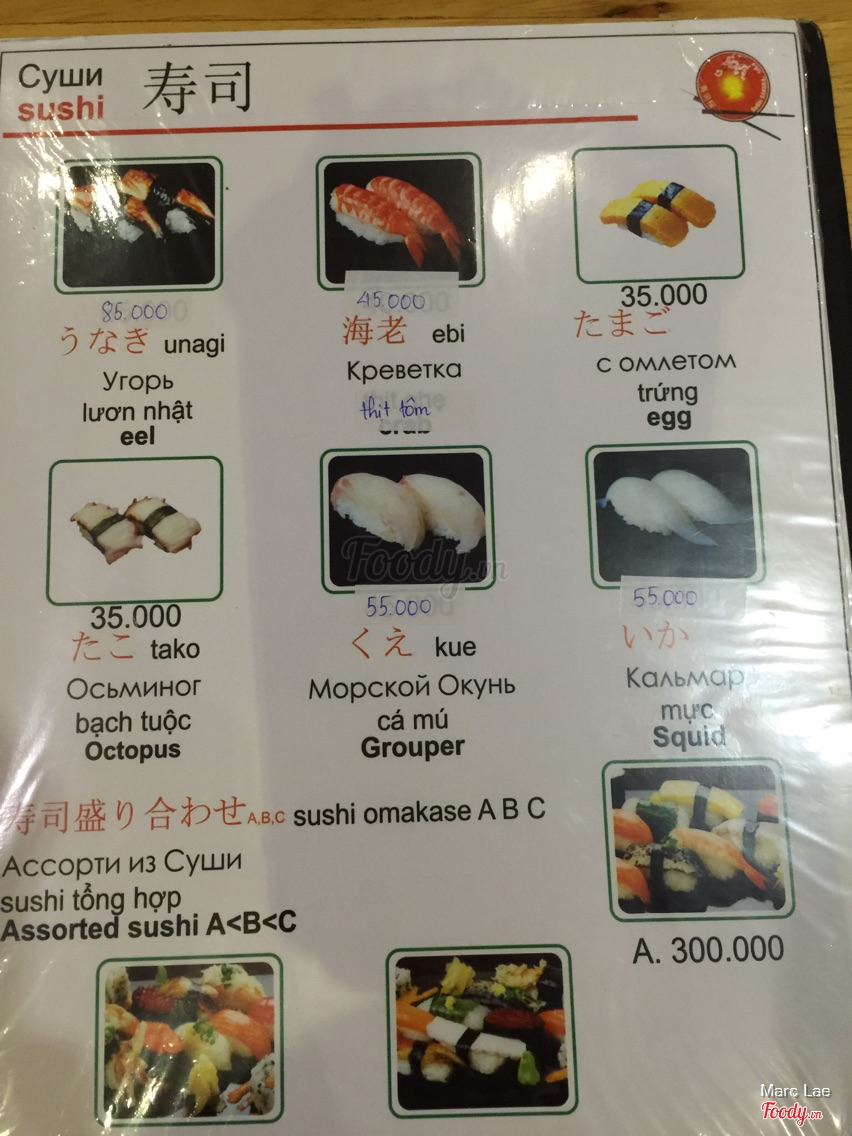 Суши
sushi
寿司
85.000
うなぎ unagi
Угорь
lươn nhật
eel
45.000
海老 ebi
Креветка
thịt tôm
crab
35.000
たまご
с омлетом
trứng
egg
35.000
たこ tako
Осьминог
bạch tuộc
Octopus
55.000
くえ kue
Морской Окунь
cá mú
Grouper
55.000
いか
Кальмар
mực
Squid
寿司盛り合わせA,B,C sushi omakase A B C
Ассорти из Суши
sushi tổng hợp
Assorted sushi A<B<C
A. 300.000
Foody.vn
Marc Lae
Foody.vn